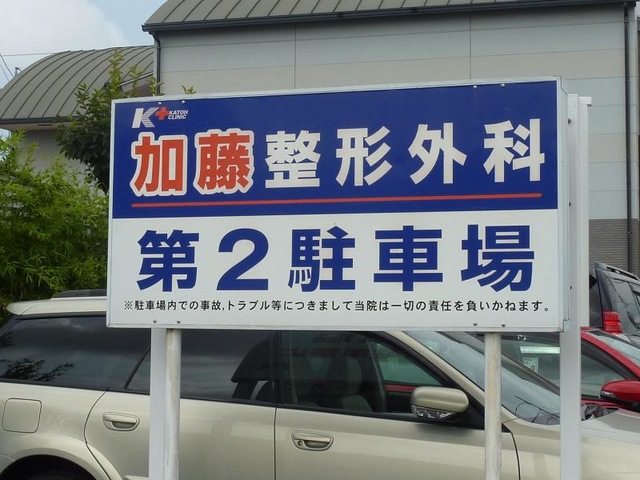 K+ KATOH CLINIC
加藤整形外科
第2駐車場
※駐車場内での事故,トラブル等につきまして当院は一切の責任を負いかねます。